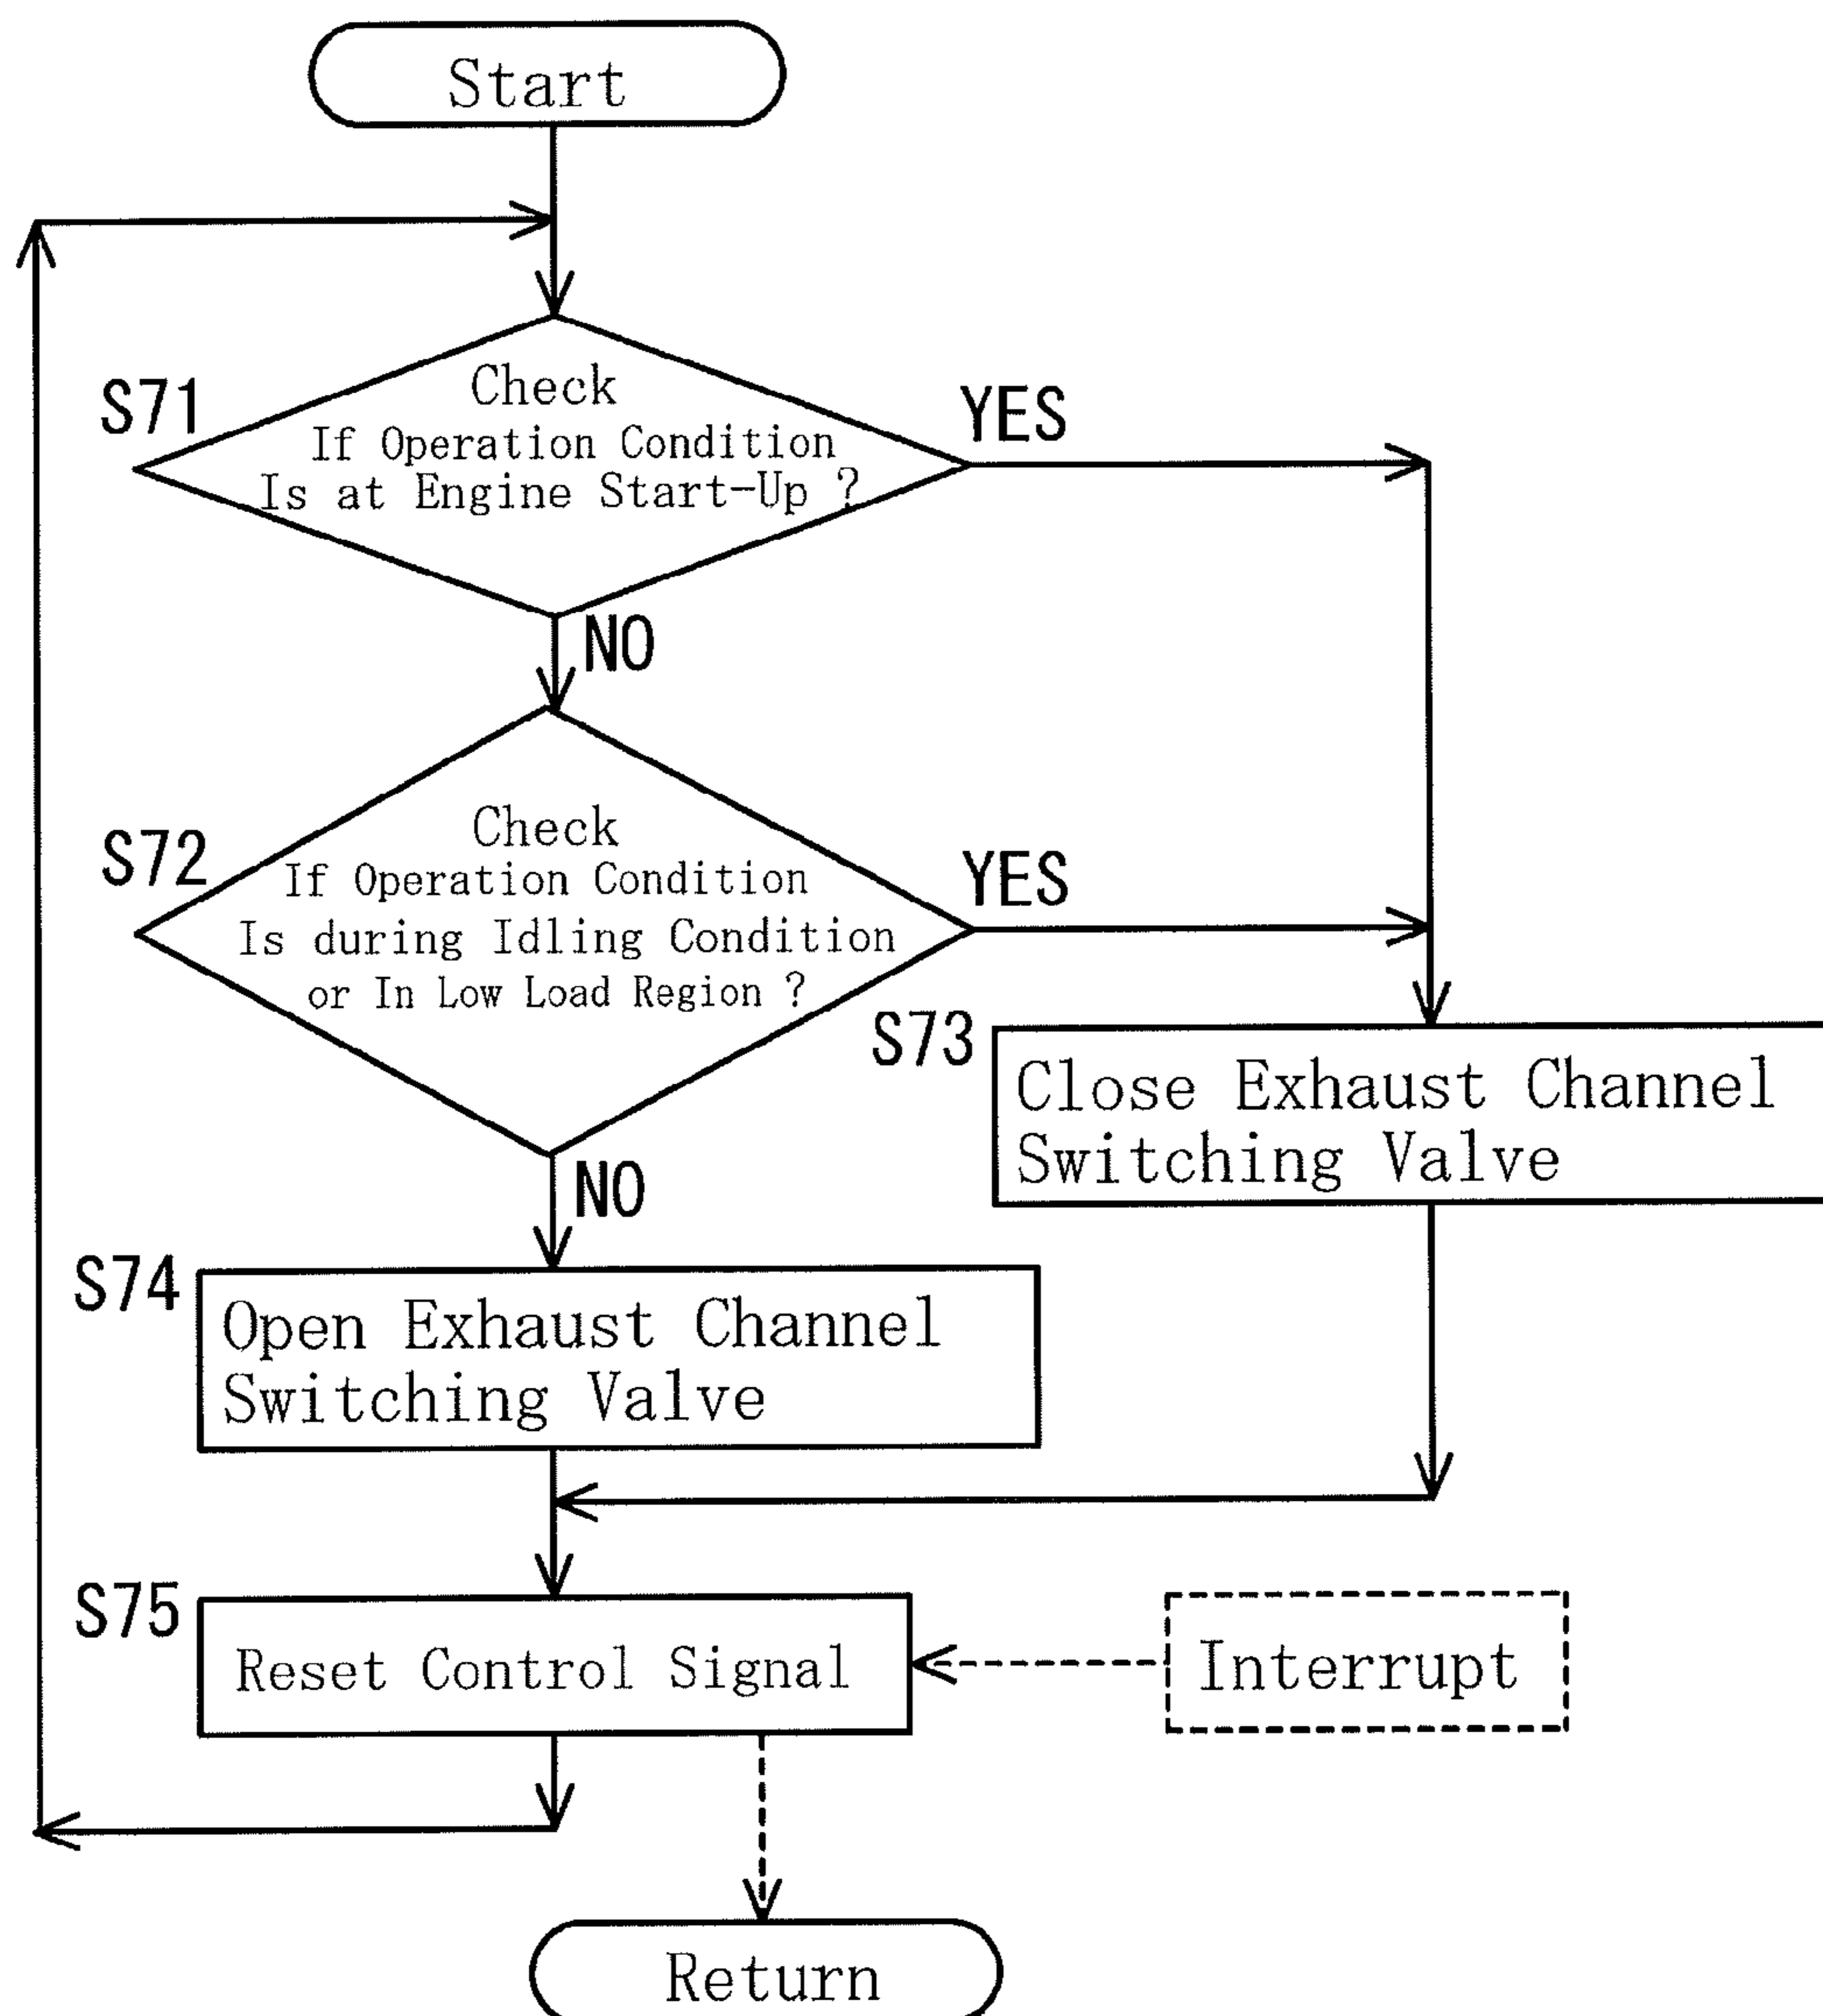 Start
S71
Check
If Operation Condition
Is at Engine Start-Up ?
YES
NO
S72
Check
If Operation Condition
Is during Idling Condition
or In Low Load Region ?
YES
NO
S73
Close Exhaust Channel
Switching Valve
S74
Open Exhaust Channel
Switching Valve
S75
Reset Control Signal
Interrupt
Return